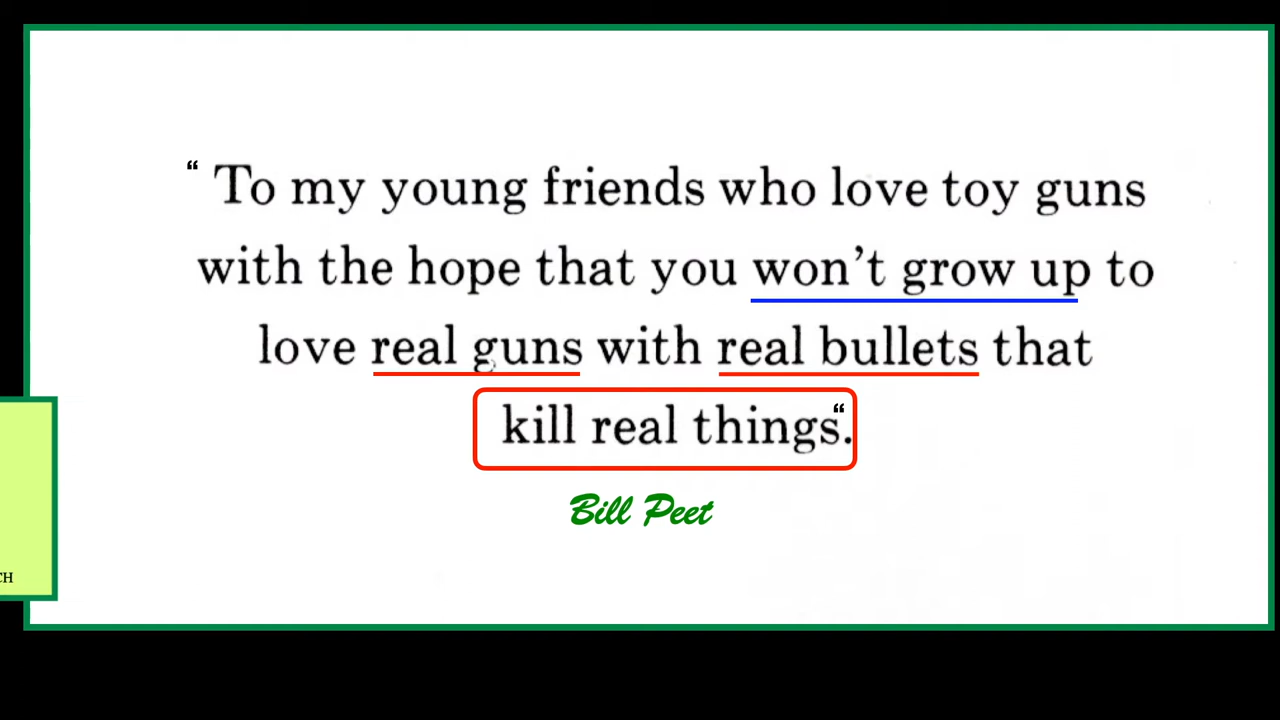 “ To my young friends who love toy guns
with the hope that you won’t grow up to
love real guns with real bullets that
kill real things“.
Bill Peet
CH